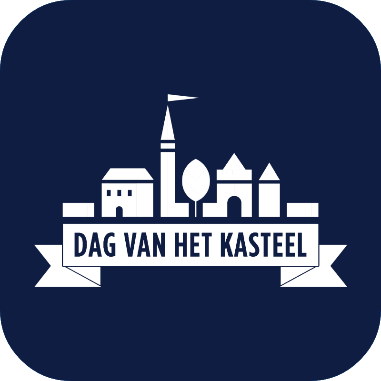 DAG VAN HET KASTEEL